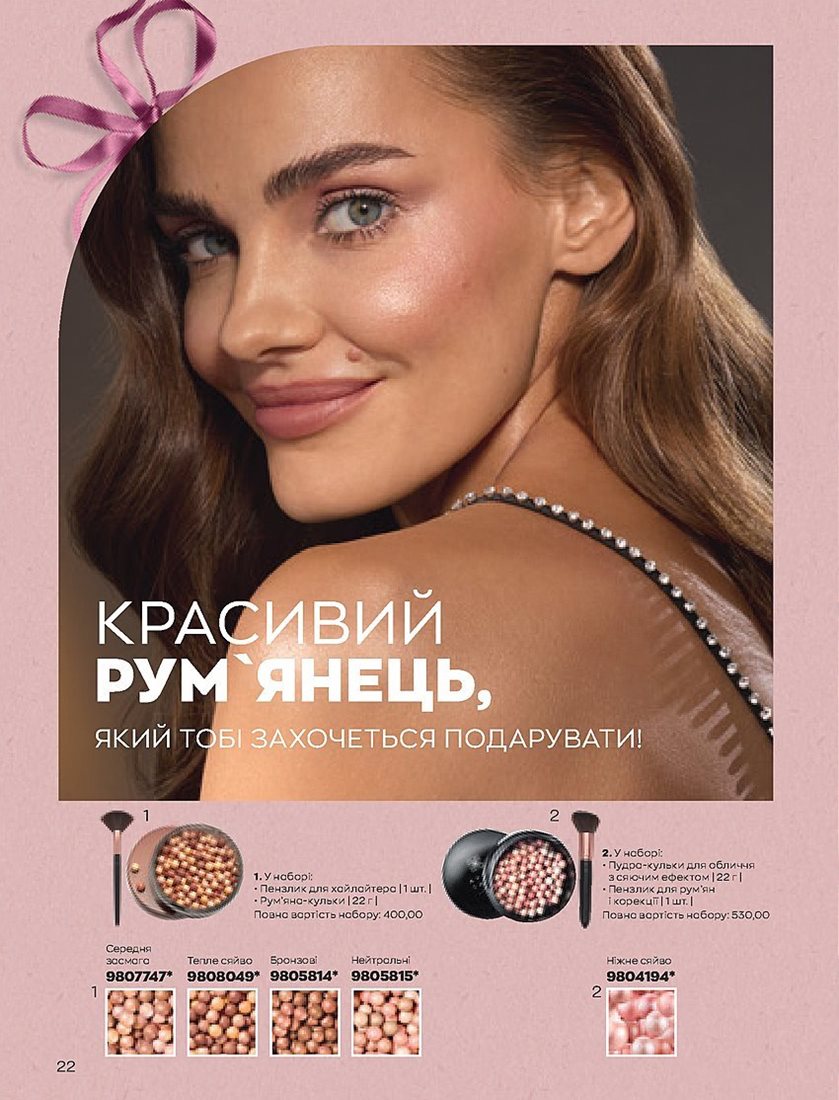 КРАСИВИЙ
РУМ`ЯНЕЦЬ,
ЯКИЙ ТОБІ ЗАХОЧЕТЬСЯ ПОДАРУВАТИ!
1
1. У наборі:
• Пензлик для хайлайтера | 1 шт. |
• Рум'яна-кульки | 22 г |
Повна вартість набору: 400,00
2
2. У наборі:
• Пудра-кульки для обличчя
з сяючим ефектом | 22 г |
• Пензлик для рум'ян
і корекції | 1 шт. |
Повна вартість набору: 530,00
Середня
засмага
9807747*
Тепле сяйво
9808049*
Бронзові
9805814*
Нейтральні
9805815*
1
Ніжне сяйво
9804194*
2
22